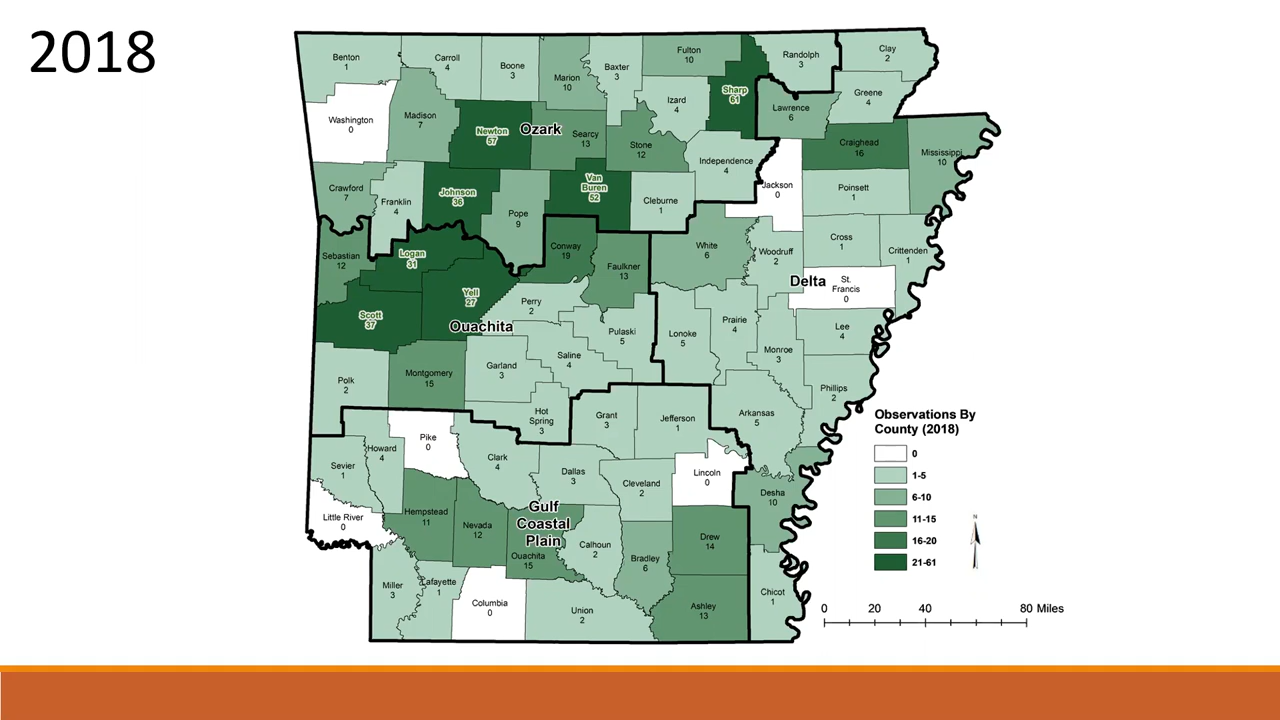 2018
Benton
1
Carroll
4
Boone
3
Marion
10
Baxter
3
Fulton
10
Sharp
61
Randolph
3
Clay
2
Greene
4
Izard
4
Lawrence
6
Washington
0
Madison
7
Newton
57
Ozark
Searcy
13
Stone
12
Independence
4
Craighead
16
Mississippi
10
Jackson
0
Poinsett
1
Crawford
7
Franklin
4
Johnson
36
Pope
9
Van
Buren
52
Cleburne
1
Sebastian
12
Logan
31
Conway
19
Faulkner
13
White
6
Woodruff
2
Cross
1
Crittenden
1
Delta
St.
Francis
0
Scott
37
Yell
27
Ouachita
Perry
2
Pulaski
5
Lonoke
5
Prairie
4
Monroe
3
Lee
4
Polk
2
Montgomery
15
Garland
3
Saline
4
Phillips
2
Hot
Spring
3
Grant
3
Jefferson
1
Arkansas
5
Sevier
1
Howard
4
Pike
0
Clark
4
Dallas
3
Cleveland
2
Lincoln
0
Desha
10
Little River
0
Hempstead
11
Nevada
12
Gulf
Coastal
Plain
Ouachita
15
Calhoun
2
Bradley
6
Drew
14
Miller
3
Lafayette
1
Columbia
0
Union
2
Ashley
13
Chicot
1
Observations By
County (2018)
0
1-5
6-10
11-15
16-20
21-61
N
0 20 40 80 Miles